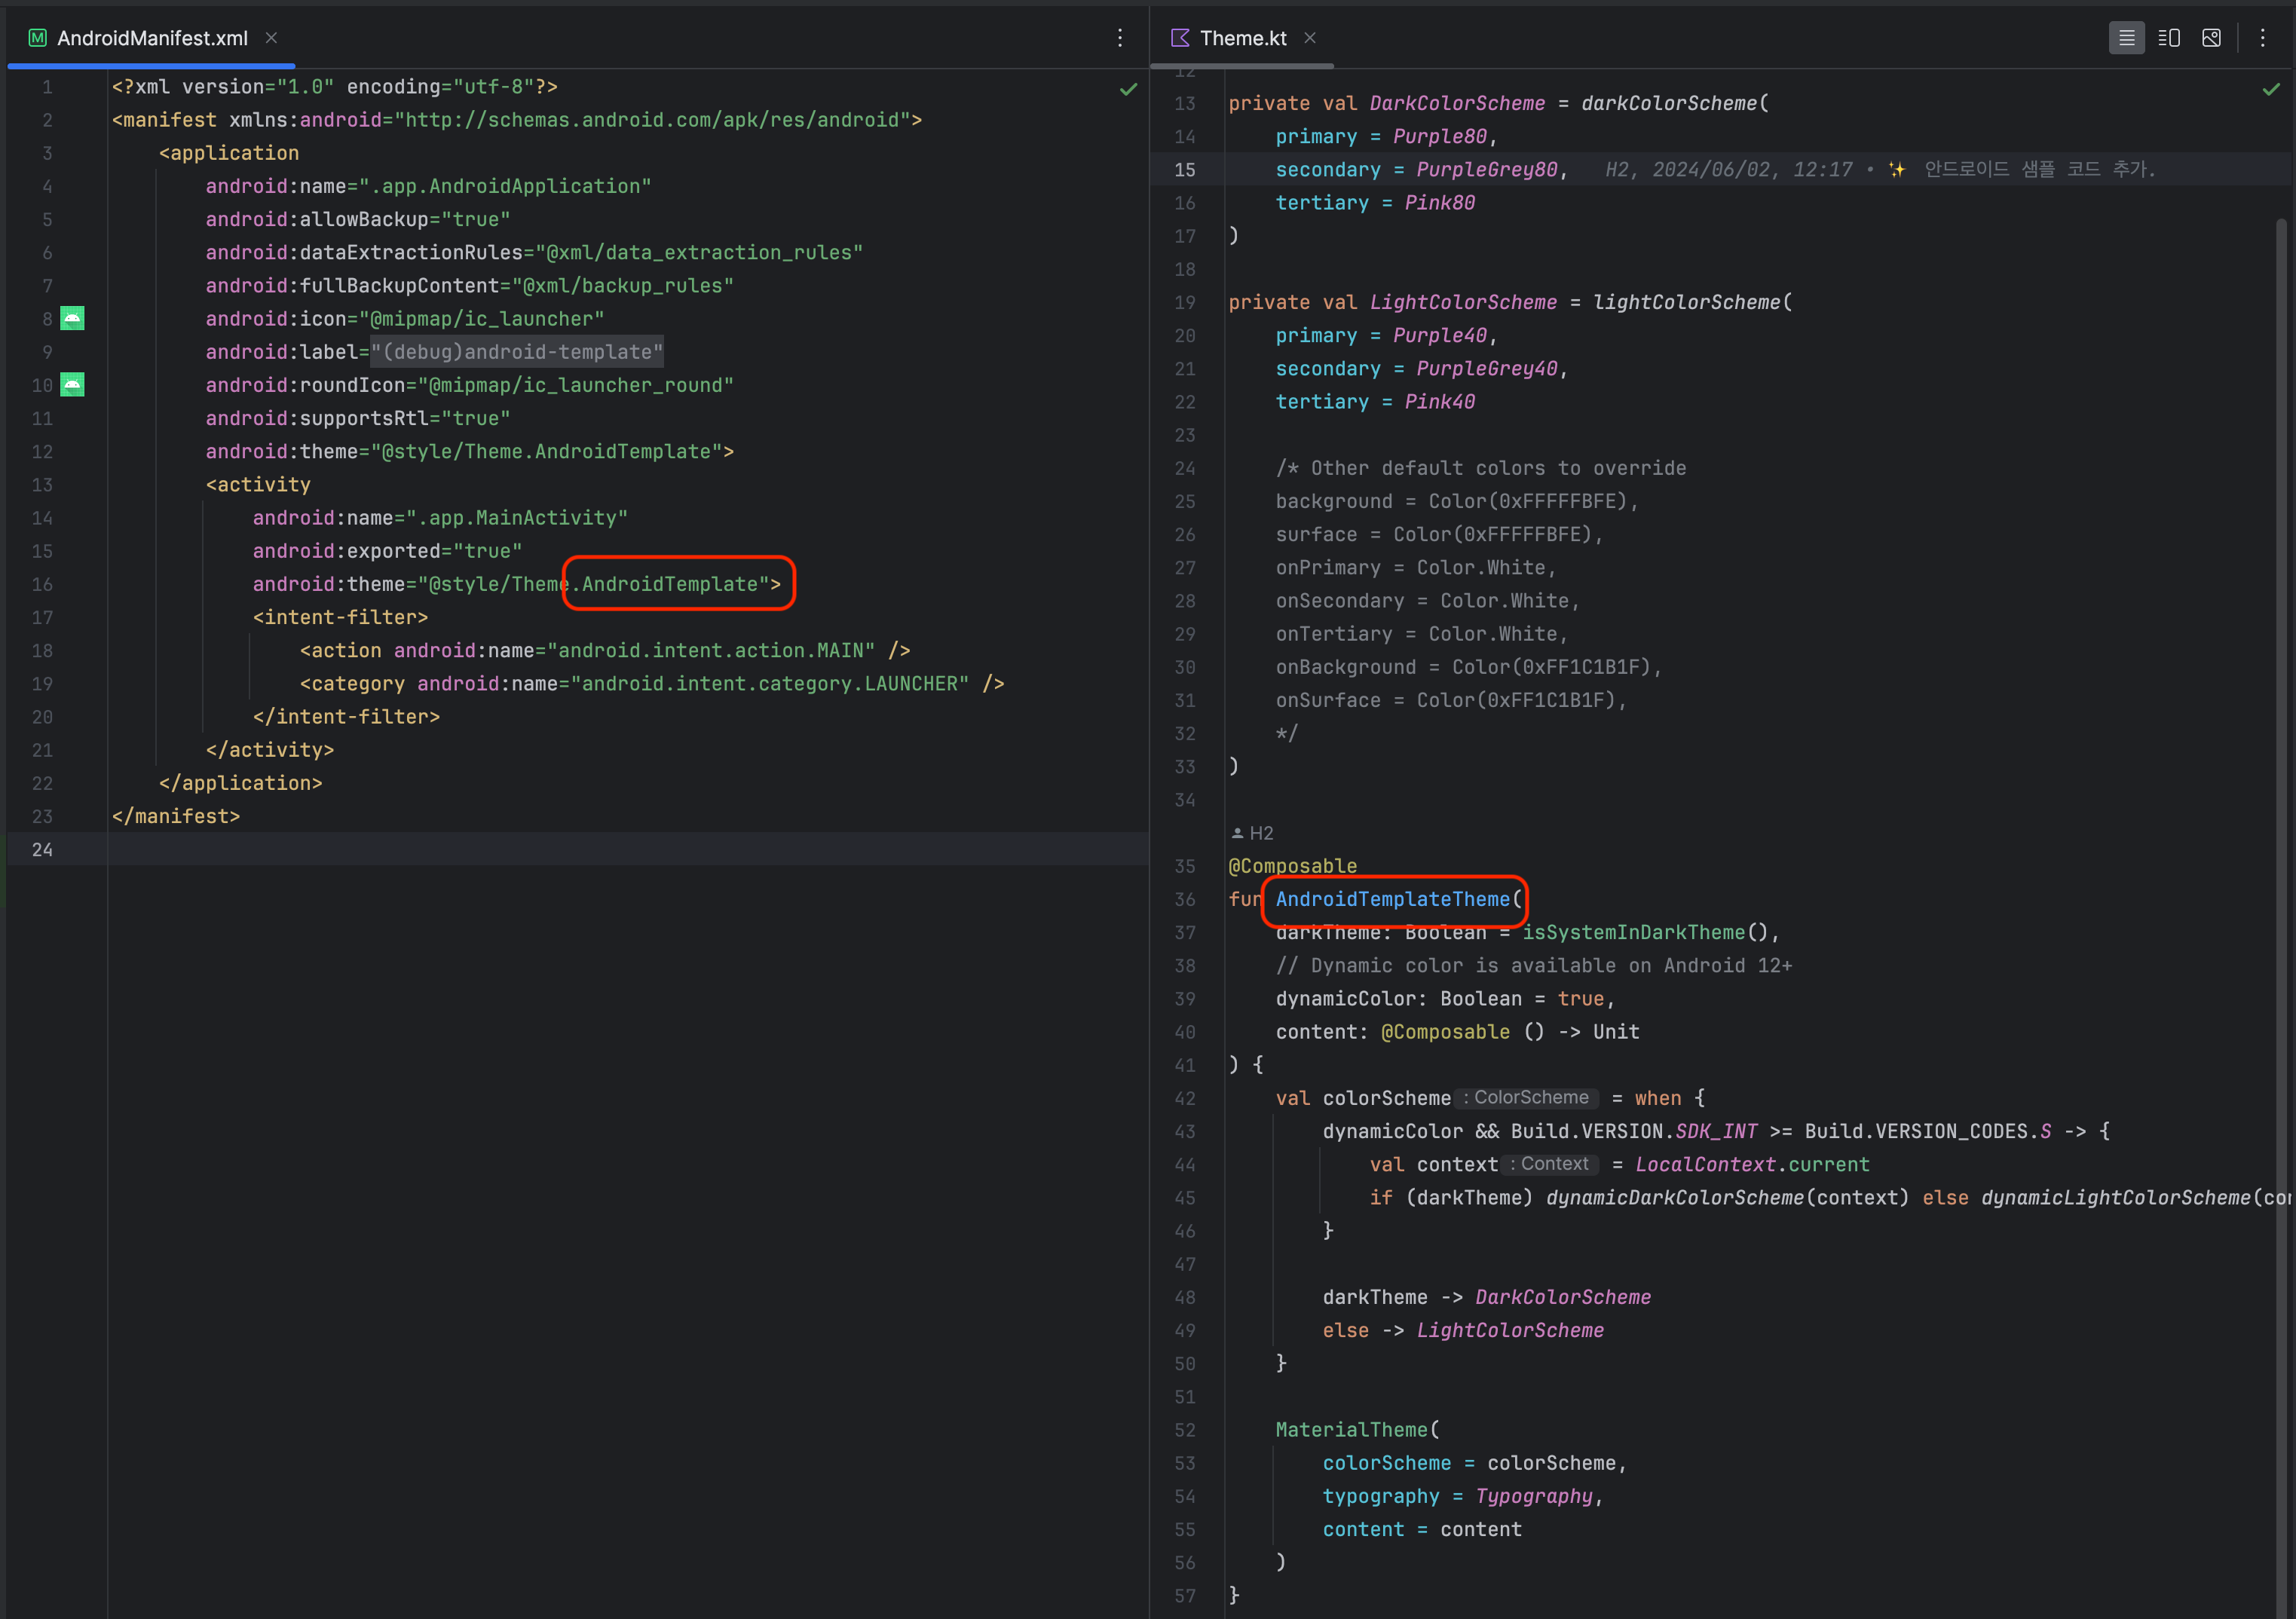 AndroidManifest.xml
1 <?xml version="1.0" encoding="utf-8"?>
2 <manifest xmlns:android="http://schemas.android.com/apk/res/android">
3 <application
4 android:name=".app.AndroidApplication"
5 android:allowBackup="true"
6 android:dataExtractionRules="@xml/data_extraction_rules"
7 android:fullBackupContent="@xml/backup_rules"
8 android:icon="@mipmap/ic_launcher"
9 android:label="(debug)android-template"
10 android:roundIcon="@mipmap/ic_launcher_round"
11 android:supportsRtl="true"
12 android:theme="@style/Theme.AndroidTemplate">
13 <activity
14 android:name=".app.MainActivity"
15 android:exported="true"
16 android:theme="@style/Theme.AndroidTemplate">
17 <intent-filter>
18 <action android:name="android.intent.action.MAIN" />
19 <category android:name="android.intent.category.LAUNCHER" />
20 </intent-filter>
21 </activity>
22 </application>
23 </manifest>
24
Theme.kt
12
13 private val DarkColorScheme = darkColorScheme(
14 primary = Purple80,
15 secondary = PurpleGrey80, H2, 2024/06/02, 12:17 • ✨ 안드로이드 샘플 코드 추가.
16 tertiary = Pink80
17 )
18
19 private val LightColorScheme = lightColorScheme(
20 primary = Purple40,
21 secondary = PurpleGrey40,
22 tertiary = Pink40
23
24 /* Other default colors to override
25 background = Color(0xFFFFFBFE),
26 surface = Color(0xFFFFFBFE),
27 onPrimary = Color.White,
28 onSecondary = Color.White,
29 onTertiary = Color.White,
30 onBackground = Color(0xFF1C1B1F),
31 onSurface = Color(0xFF1C1B1F),
32 */
33 )
34
H2
35 @Composable
36 fun AndroidTemplateTheme(
37 darkTheme: Boolean = isSystemInDarkTheme(),
38 // Dynamic color is available on Android 12+
39 dynamicColor: Boolean = true,
40 content: @Composable () -> Unit
41 ) {
42 val colorScheme : ColorScheme = when {
43 dynamicColor && Build.VERSION.SDK_INT >= Build.VERSION_CODES.S -> {
44 val context : Context = LocalContext.current
45 if (darkTheme) dynamicDarkColorScheme(context) else dynamicLightColorScheme(con
46 }
47
48 darkTheme -> DarkColorScheme
49 else -> LightColorScheme
50 }
51
52 MaterialTheme(
53 colorScheme = colorScheme,
54 typography = Typography,
55 content = content
56 )
57 }